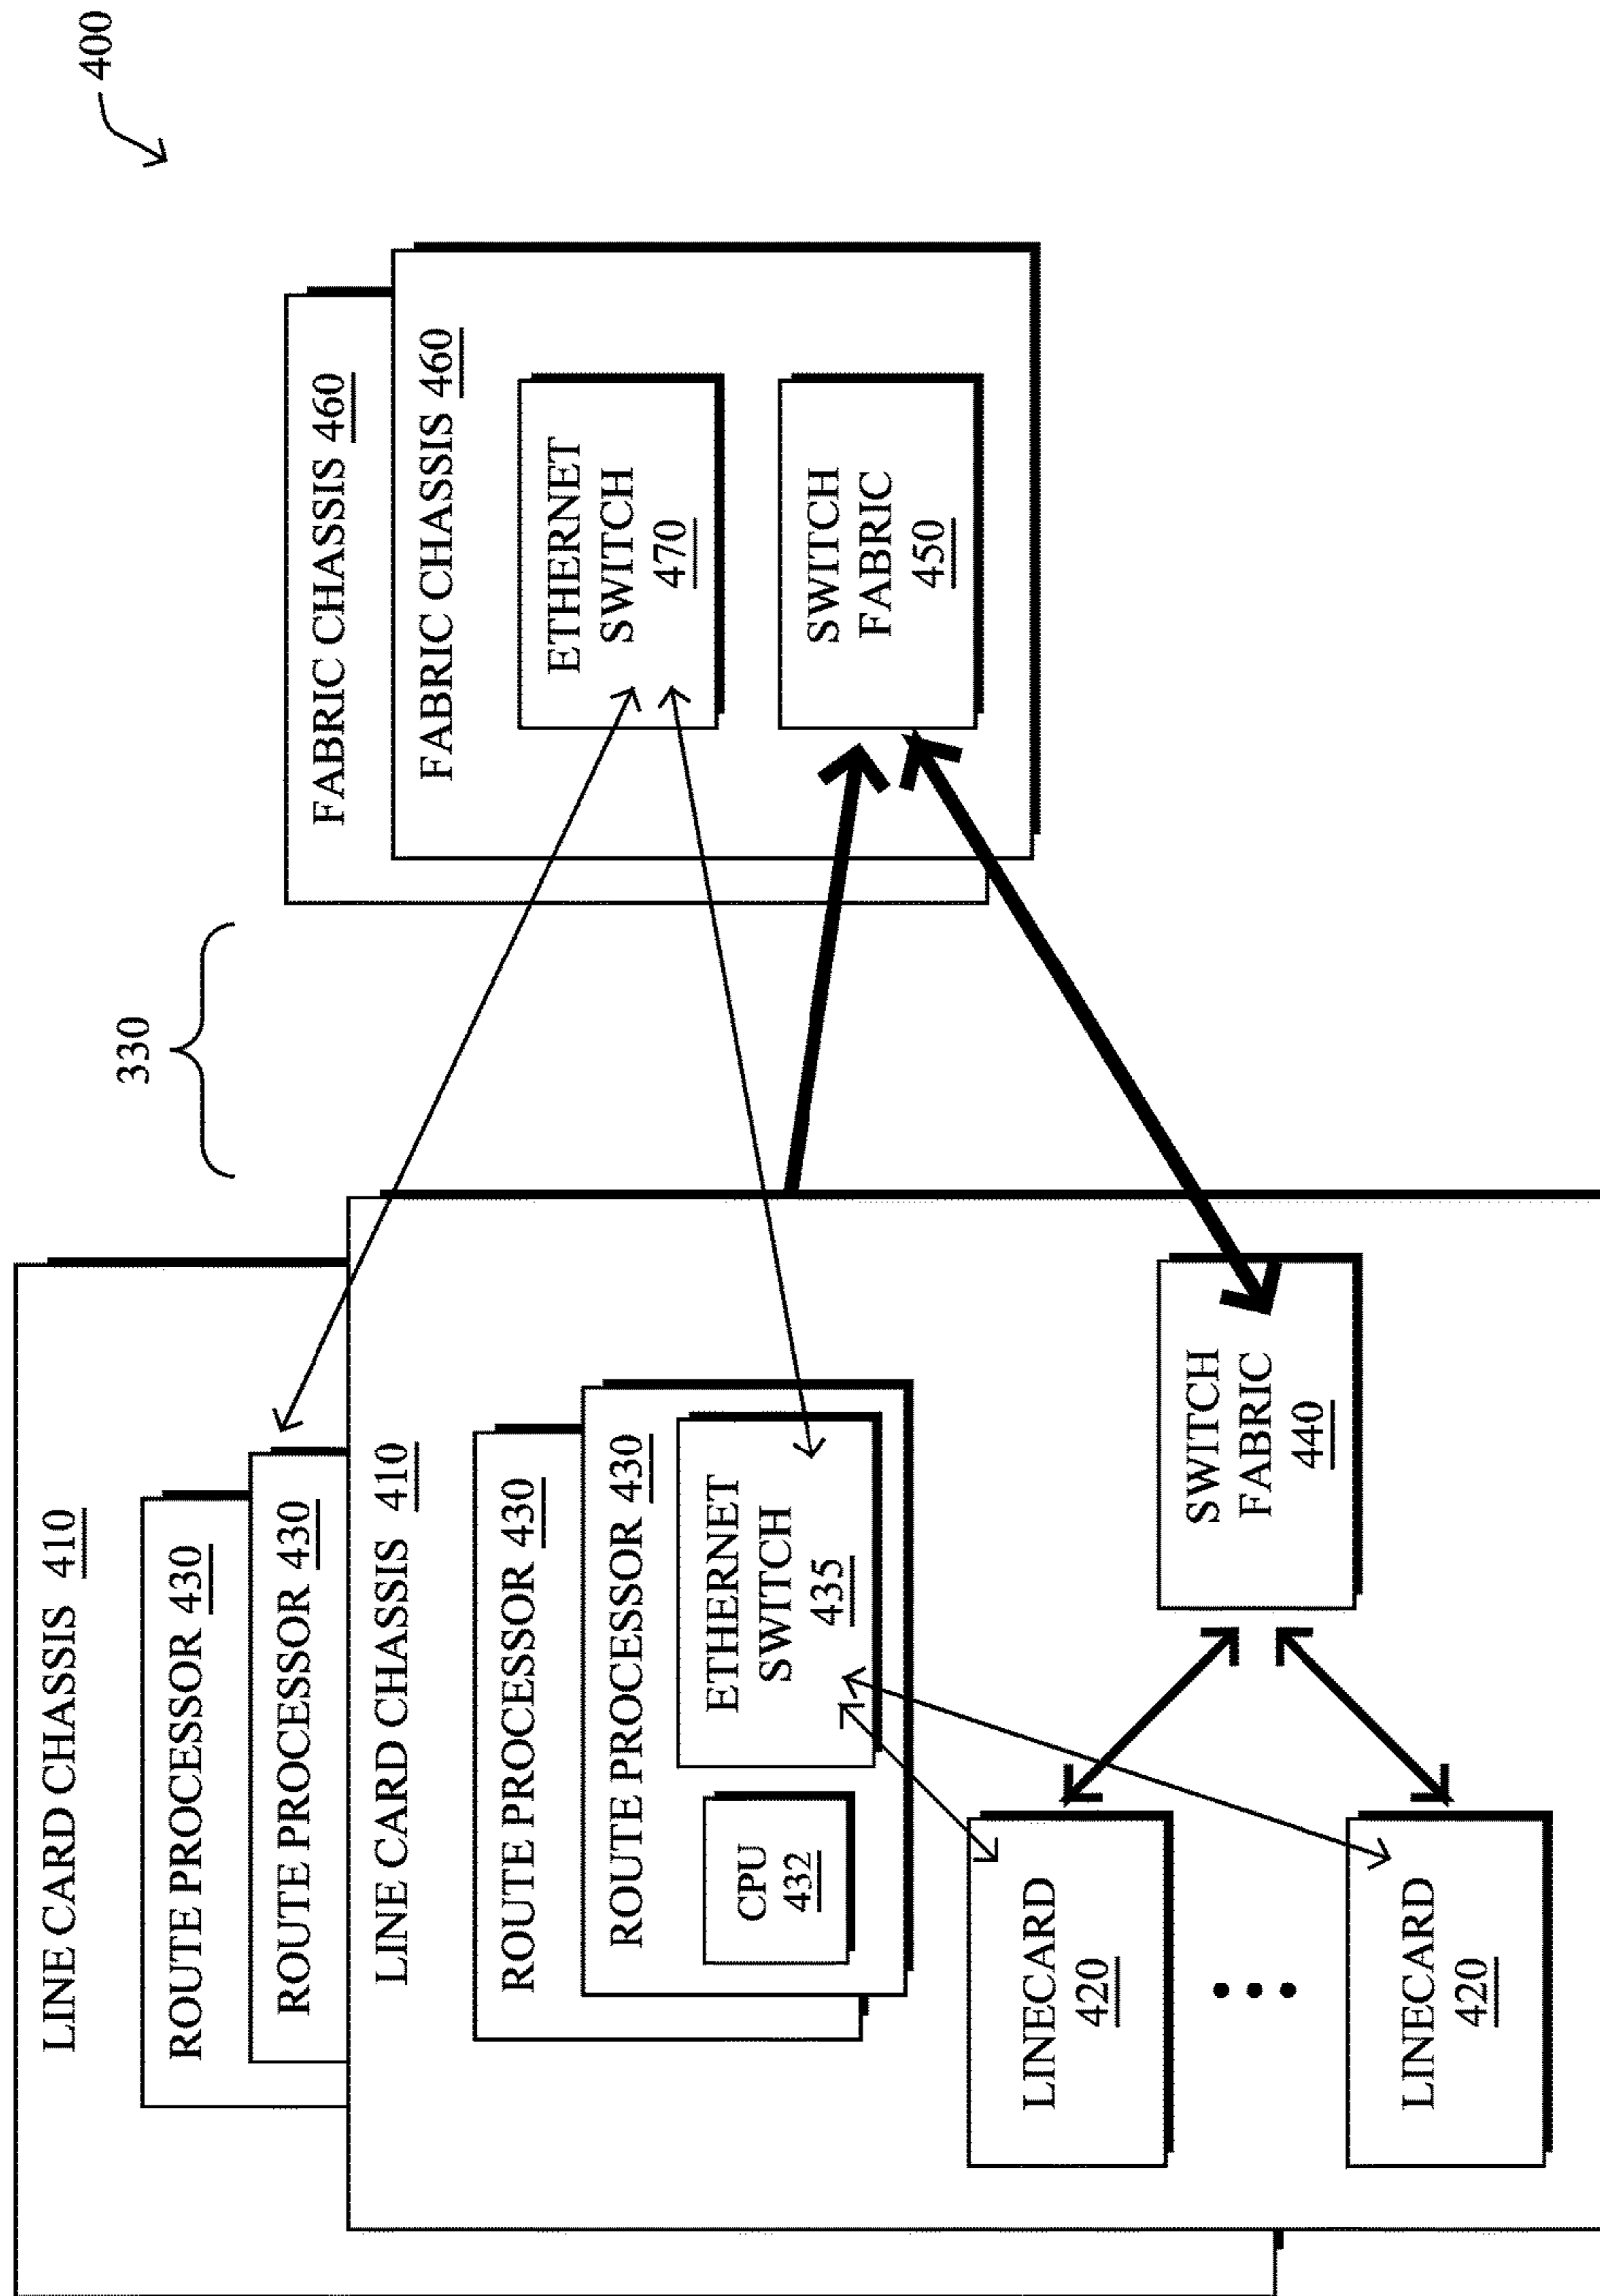 400
330
LINE CARD CHASSIS 410
ROUTE PROCESSOR 430
ROUTE PROCESSOR 430
LINE CARD CHASSIS 410
ROUTE PROCESSOR 430
ROUTE PROCESSOR 430
CPU
432
ETHERNET
SWITCH
435
LINECARD
420
LINECARD
420
SWITCH
FABRIC
440
FABRIC CHASSIS 460
FABRIC CHASSIS 460
ETHERNET
SWITCH
470
SWITCH
FABRIC
450